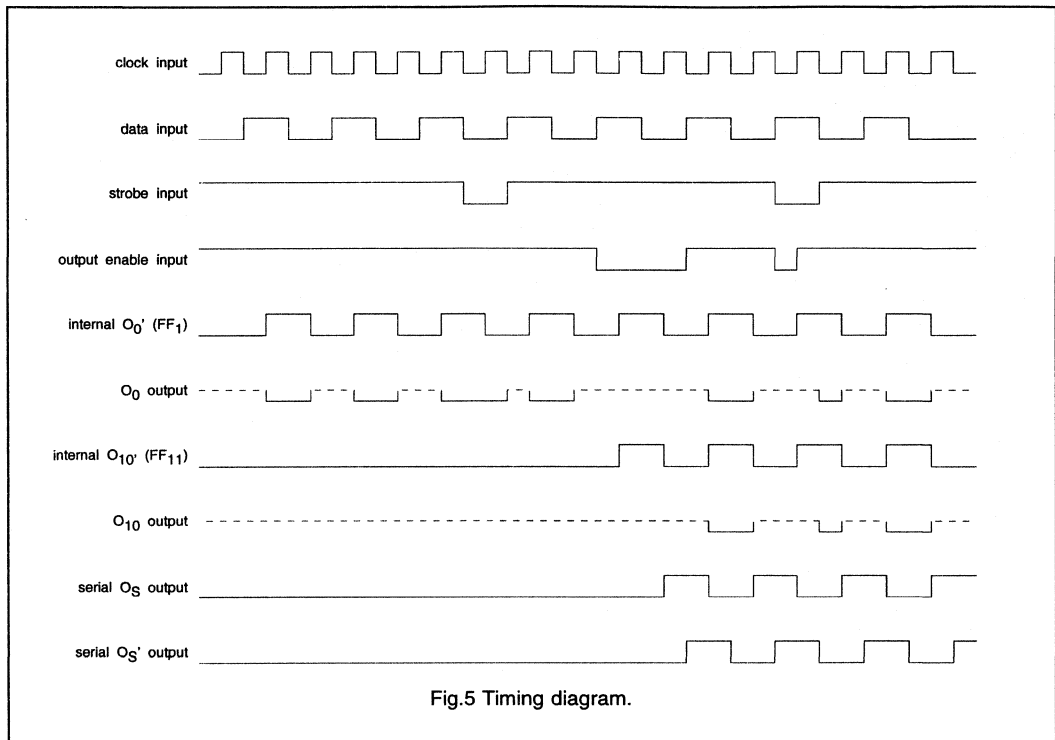 clock input
data input
strobe input
output enable input
internal O0' (FF1)
O0 output
internal O10' (FF11)
O10 output
serial OS output
serial OS' output
Fig.5 Timing diagram.